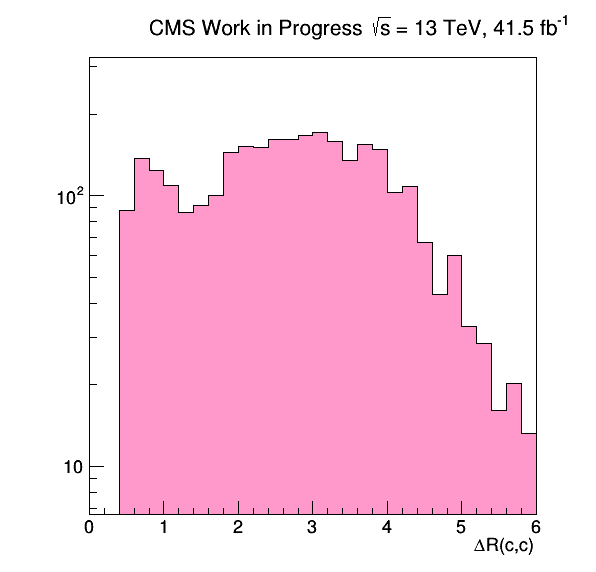 CMS Work in Progress √s = 13 TeV, 41.5 fb⁻¹
10²
10
0 1 2 3 4 5 6
ΔR(c,c)